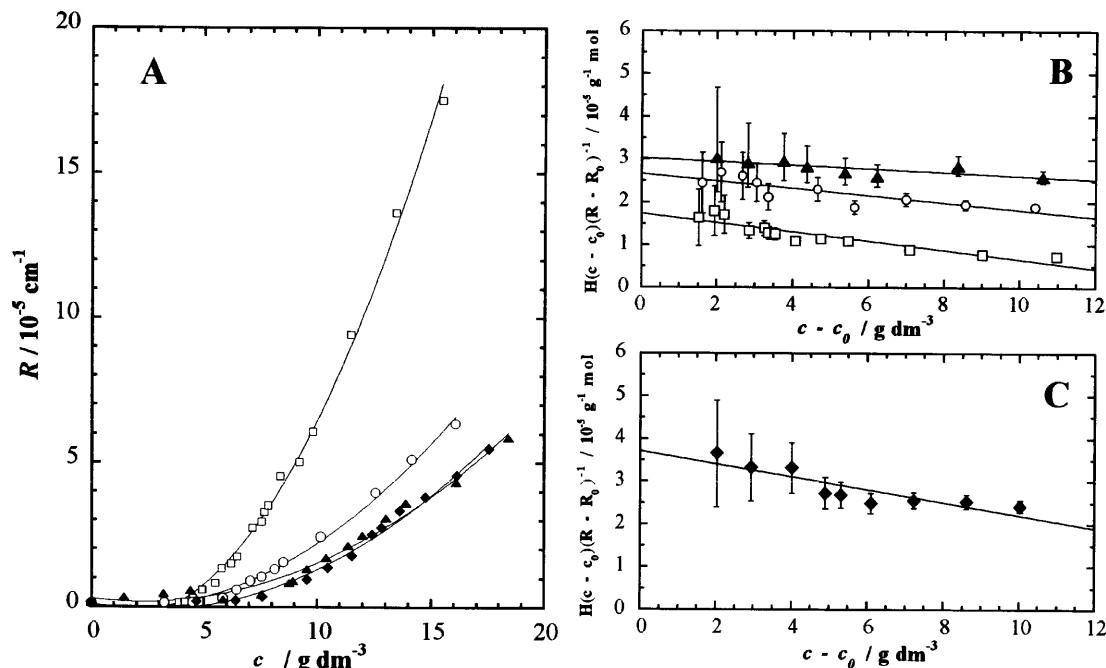 A
20
15
10
5
0
R / 10⁻⁵ cm⁻¹
0 5 10 15 20
c / g dm⁻³
B
6
5
4
3
2
1
0
H(c - c₀)(R - R₀)⁻¹ / 10⁻⁵ g⁻¹ mol
0 2 4 6 8 10 12
c - c₀ / g dm⁻³
C
6
5
4
3
2
1
0
H(c - c₀)(R - R₀)⁻¹ / 10⁻⁵ g⁻¹ mol
0 2 4 6 8 10 12
c - c₀ / g dm⁻³